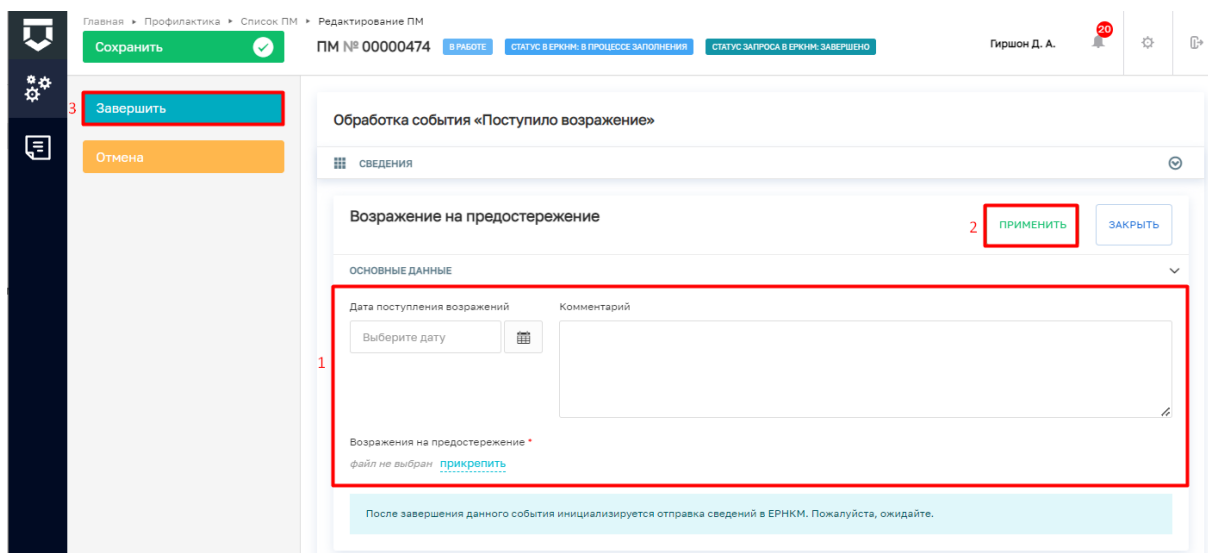 Главная ▸ Профилактика ▸ Список ПМ ▸ Редактирование ПМ
Сохранить
ПМ № 00000474 В РАБОТЕ СТАТУС В ЕРКНМ: В ПРОЦЕССЕ ЗАПОЛНЕНИЯ СТАТУС ЗАПРОСА В ЕРКНМ: ЗАВЕРШЕНО Гиршон Д. А. 20
3 Завершить
Отмена
Обработка события «Поступило возражение»
СВЕДЕНИЯ
Возражение на предостережение
2 ПРИМЕНИТЬ ЗАКРЫТЬ
ОСНОВНЫЕ ДАННЫЕ
Дата поступления возражений Комментарий
Выберите дату
1
Возражения на предостережение *
файл не выбран прикрепить
После завершения данного события инициализируется отправка сведений в ЕРНКМ. Пожалуйста, ожидайте.